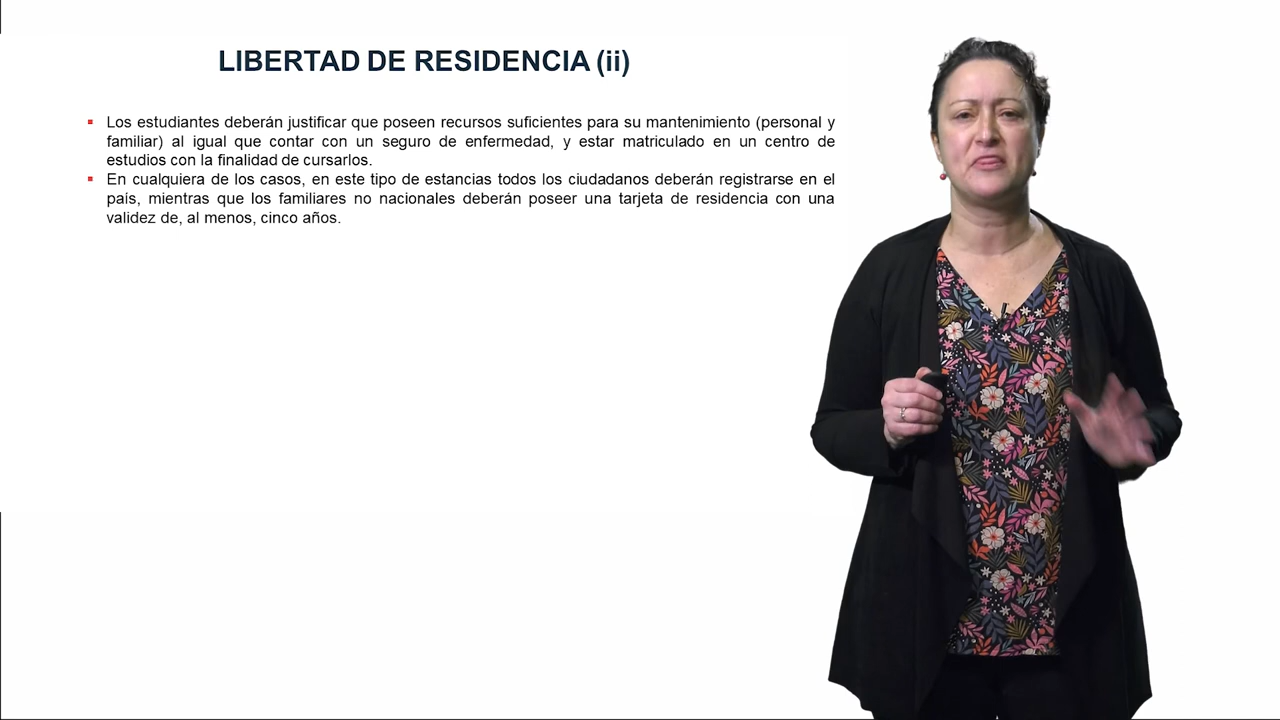 LIBERTAD DE RESIDENCIA (ii)
▪ Los estudiantes deberán justificar que poseen recursos suficientes para su mantenimiento (personal y
familiar) al igual que contar con un seguro de enfermedad, y estar matriculado en un centro de
estudios con la finalidad de cursarlos.
▪ En cualquiera de los casos, en este tipo de estancias todos los ciudadanos deberán registrarse en el
país, mientras que los familiares no nacionales deberán poseer una tarjeta de residencia con una
validez de, al menos, cinco años.